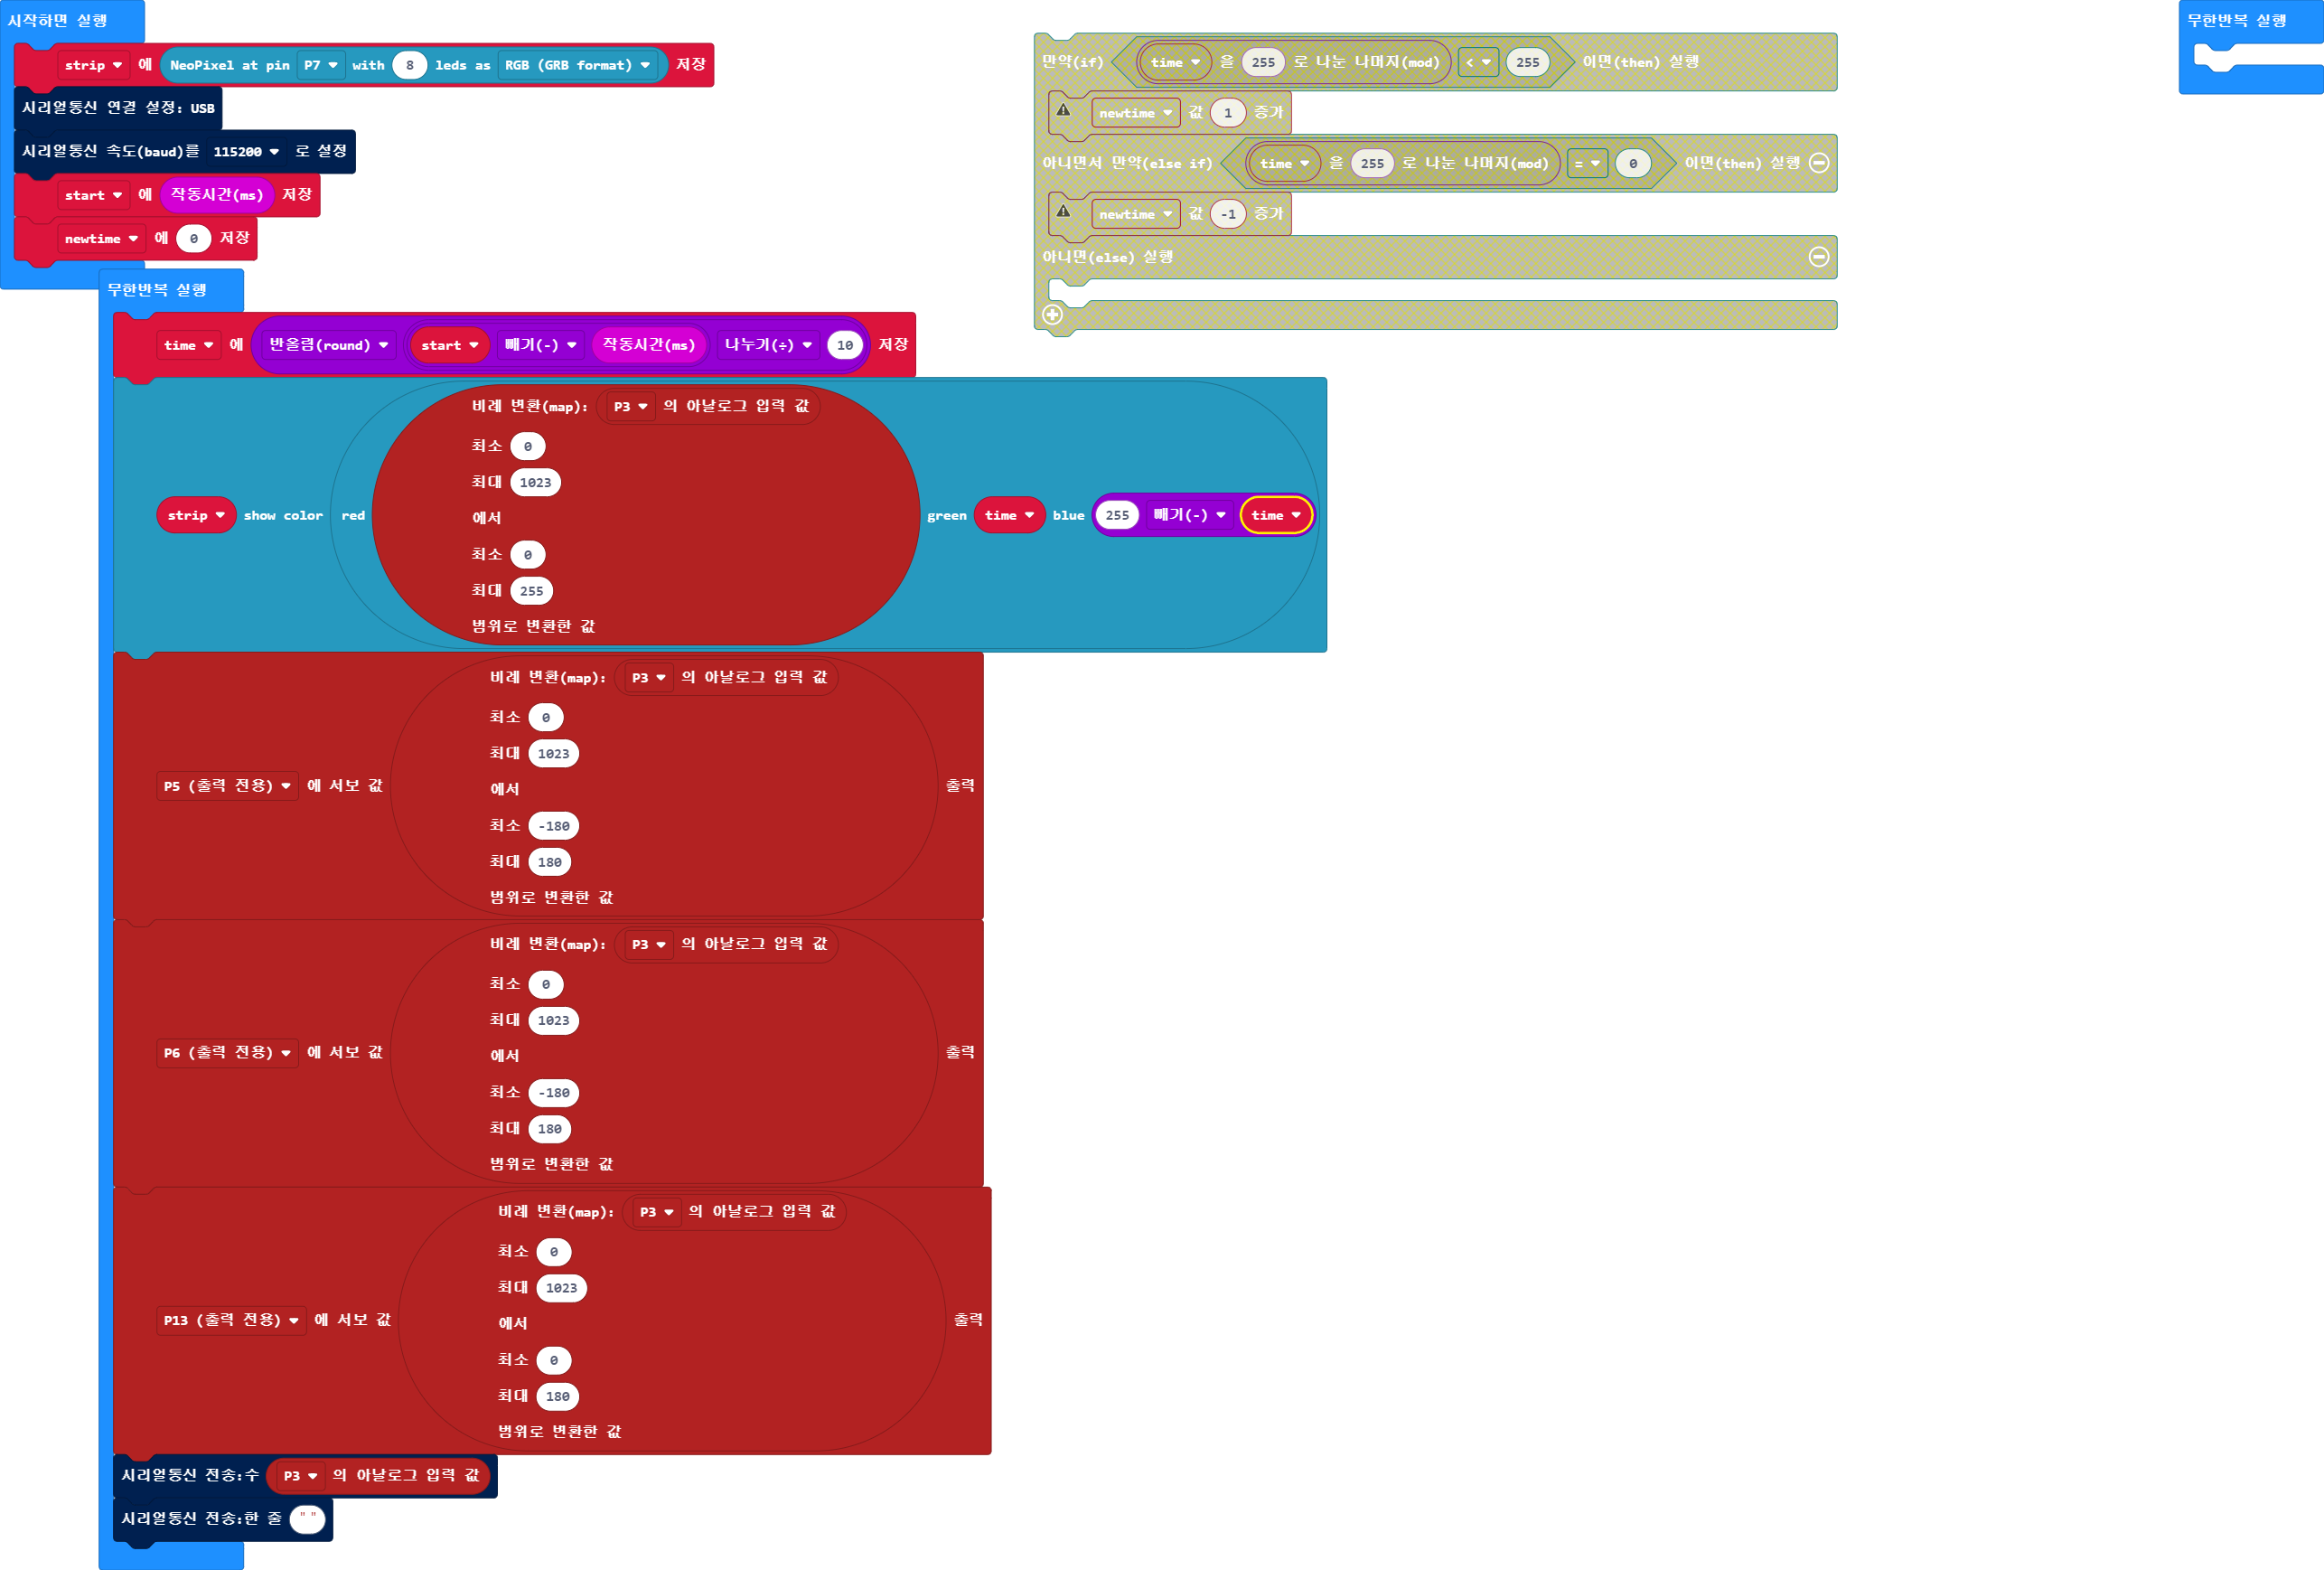 시작하면 실행
strip 에 NeoPixel at pin P7 with 8 leds as RGB (GRB format) 저장
시리얼통신 연결 설정: USB
시리얼통신 속도(baud)를 115200 로 설정
start 에 작동시간(ms) 저장
newtime 에 0 저장
무한반복 실행
time 에 반올림(round) start 빼기(-) 작동시간(ms) 나누기(÷) 10 저장
strip show color red 비례 변환(map): P3 의 아날로그 입력 값
최소 0
최대 1023
에서
최소 0
최대 255
범위로 변환한 값
green time blue 255 빼기(-) time
P5 (출력 전용) 에 서보 값 비례 변환(map): P3 의 아날로그 입력 값
최소 0
최대 1023
에서
최소 -180
최대 180
범위로 변환한 값
출력
P6 (출력 전용) 에 서보 값 비례 변환(map): P3 의 아날로그 입력 값
최소 0
최대 1023
에서
최소 -180
최대 180
범위로 변환한 값
출력
P13 (출력 전용) 에 서보 값 비례 변환(map): P3 의 아날로그 입력 값
최소 0
최대 1023
에서
최소 0
최대 180
범위로 변환한 값
출력
시리얼통신 전송:수 P3 의 아날로그 입력 값
시리얼통신 전송:한 줄 " "
만약(if) time 을 255 로 나눈 나머지(mod) < 255 이면(then) 실행
newtime 값 1 증가
아니면서 만약(else if) time 을 255 로 나눈 나머지(mod) = 0 이면(then) 실행
newtime 값 -1 증가
아니면(else) 실행
무한반복 실행